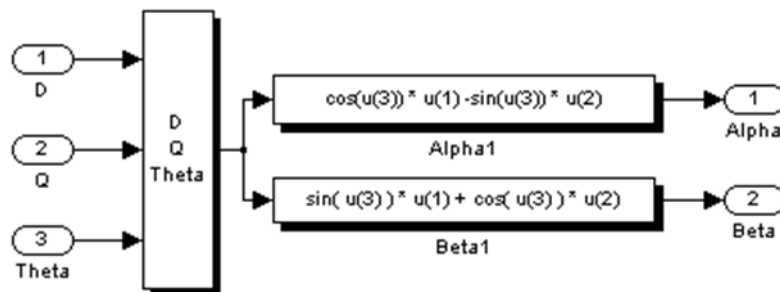 1
D
2
Q
3
Theta
D
Q
Theta
cos(u(3)) * u(1) -sin(u(3)) * u(2)
Alpha1
sin( u(3) ) * u(1) + cos( u(3) ) * u(2)
Beta1
1
Alpha
2
Beta